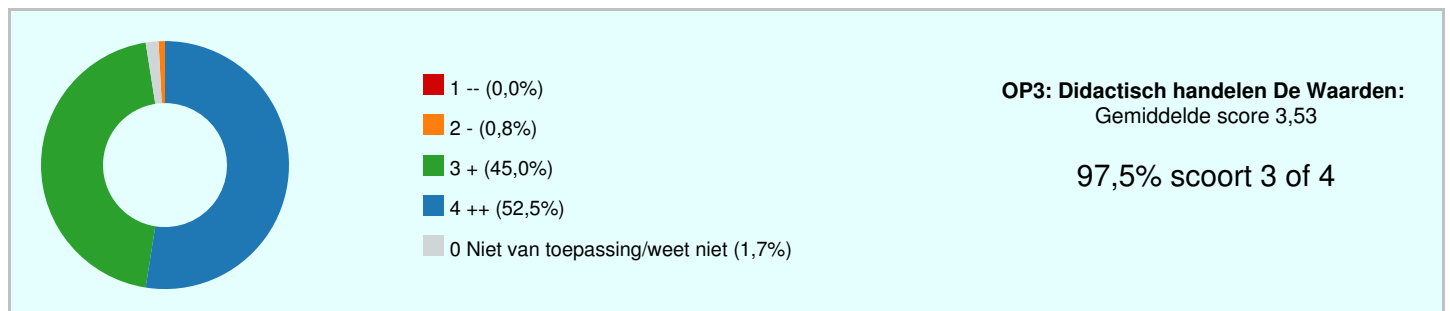 1 -- (0,0%)
2 - (0,8%)
3 + (45,0%)
4 ++ (52,5%)
0 Niet van toepassing/weet niet (1,7%)
OP3: Didactisch handelen De Waarden:
Gemiddelde score 3,53
97,5% scoort 3 of 4